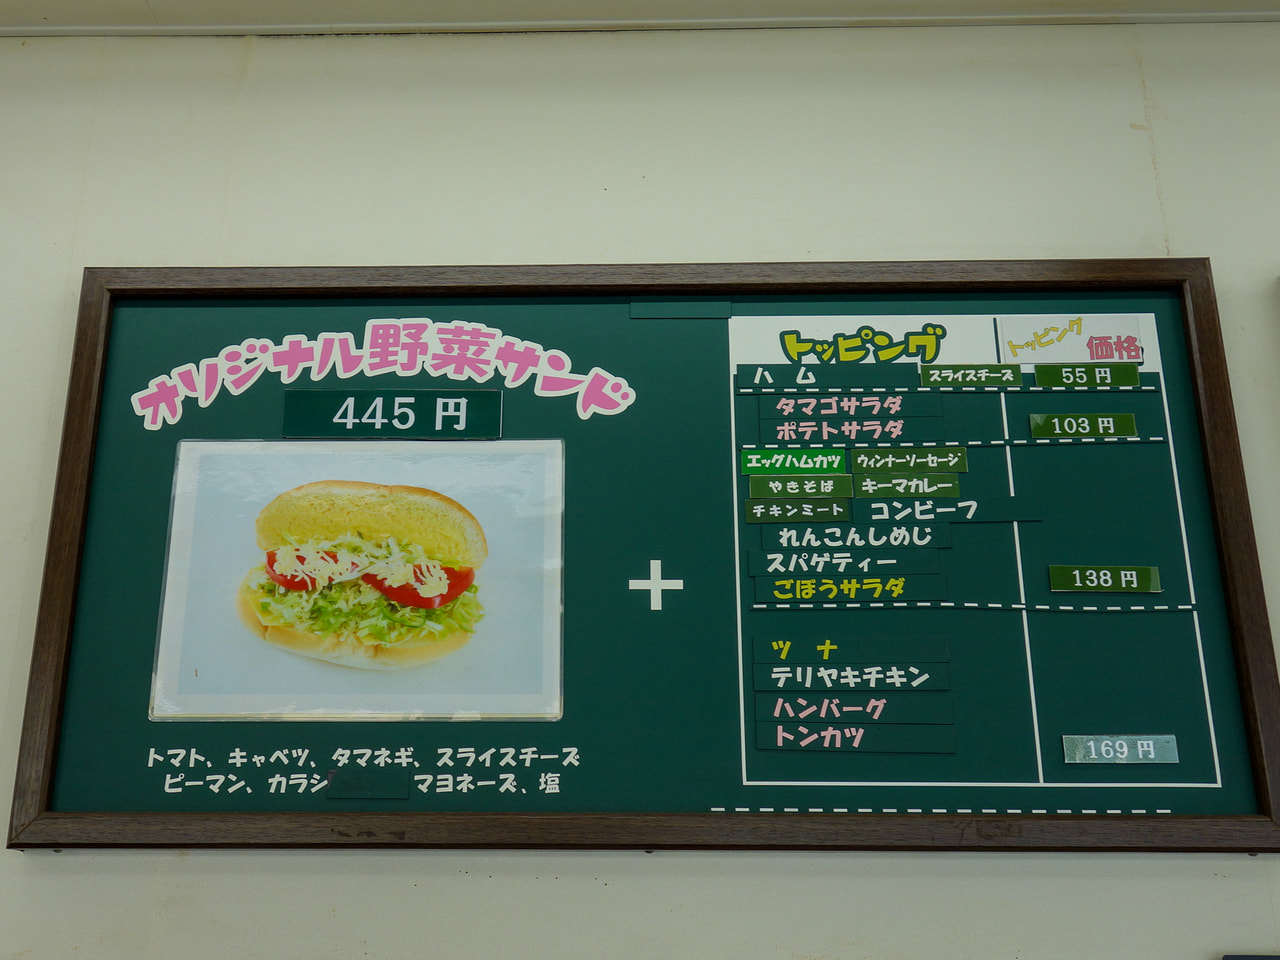 オリジナル野菜サンド
445 円
トマト、キャベツ、タマネギ、スライスチーズ
ピーマン、カラシ マヨネーズ、塩
+
トッピング トッピング価格
ハム スライスチーズ 55 円
タマゴサラダ
ポテトサラダ 103 円
エッグハムカツ ウィンナーソーセージ
やきそば キーマカレー
チキンミート コンビーフ
れんこんしめじ
スパゲティー
ごぼうサラダ 138 円
ツナ
テリヤキチキン
ハンバーグ
トンカツ 169 円